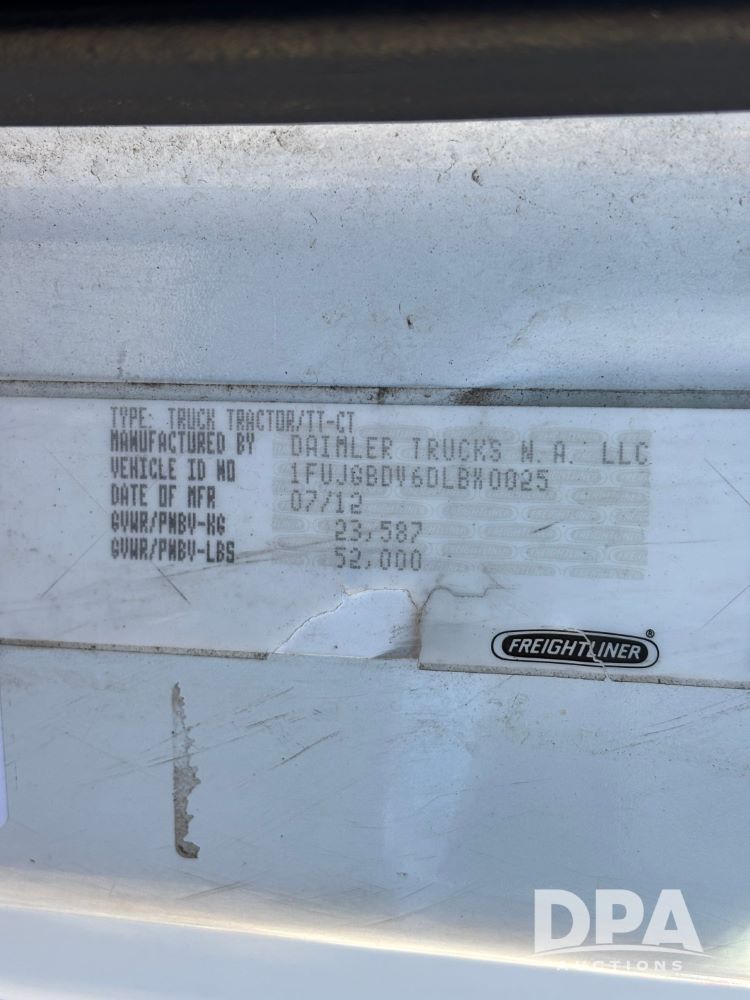 TYPE: TRUCK TRACTOR/TT-CT
MANUFACTURED BY DAIMLER TRUCKS N.A. LLC
VEHICLE ID NO 1FUJGBDV6DLBX0025
DATE OF MFR 07/12
GVWR/PNBV-KG 23,587
GVWR/PNBV-LBS 52,000
FREIGHTLINER®
DPA
AUCTIONS